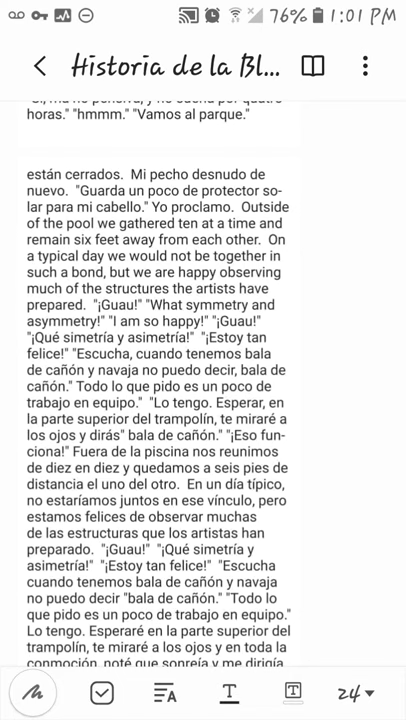 76% 1:01 PM
Historia de la Bl...
horas." "hmmm." "Vamos al parque."
están cerrados. Mi pecho desnudo de
nuevo. "Guarda un poco de protector so-
lar para mi cabello." Yo proclamo. Outside
of the pool we gathered ten at a time and
remain six feet away from each other. On
a typical day we would not be together in
such a bond, but we are happy observing
much of the structures the artists have
prepared. "¡Guau!" "What symmetry and
asymmetry!" "I am so happy!" "¡Guau!"
"¡Qué simetría y asimetría!" "¡Estoy tan
felice!" "Escucha, cuando tenemos bala
de cañón y navaja no puedo decir, bala de
cañón." Todo lo que pido es un poco de
trabajo en equipo." "Lo tengo. Esperar, en
la parte superior del trampolín, te miraré a
los ojos y dirás" bala de cañón." "¡Eso fun-
ciona!" Fuera de la piscina nos reunimos
de diez en diez y quedamos a seis pies de
distancia el uno del otro. En un día típico,
no estaríamos juntos en ese vínculo, pero
estamos felices de observar muchas
de las estructuras que los artistas han
preparado. "¡Guau!" "¡Qué simetría y
asimetría!" "¡Estoy tan felice!" "Escucha
cuando tenemos bala de cañón y navaja
no puedo decir "bala de cañón." "Todo lo
que pido es un poco de trabajo en equipo."
Lo tengo. Esperaré en la parte superior del
trampolín, te miraré a los ojos y en toda la
conmoción, noté que sonreía y me dirigía
24